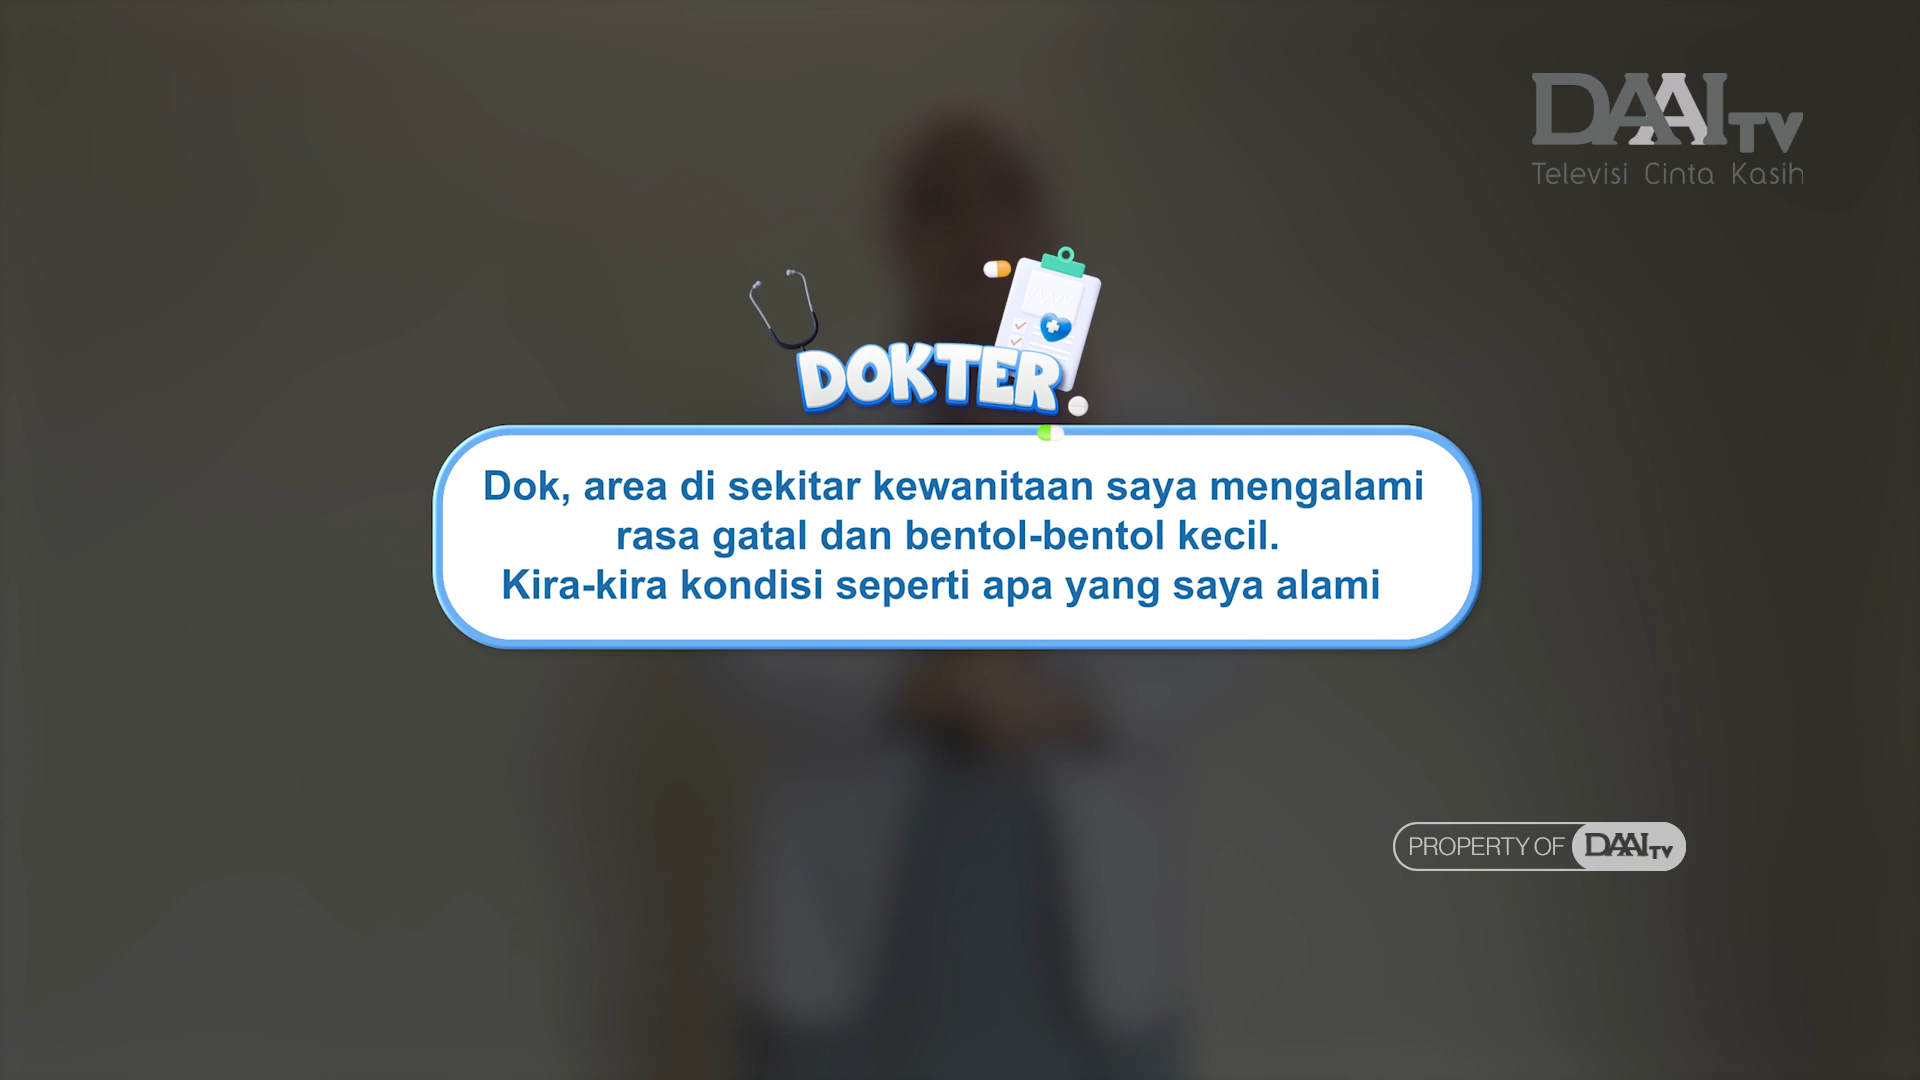 DAAI TV
Televisi Cinta Kasih
DOKTER
Dok, area di sekitar kewanitaan saya mengalami
rasa gatal dan bentol-bentol kecil.
Kira-kira kondisi seperti apa yang saya alami
PROPERTY OF DAAI TV